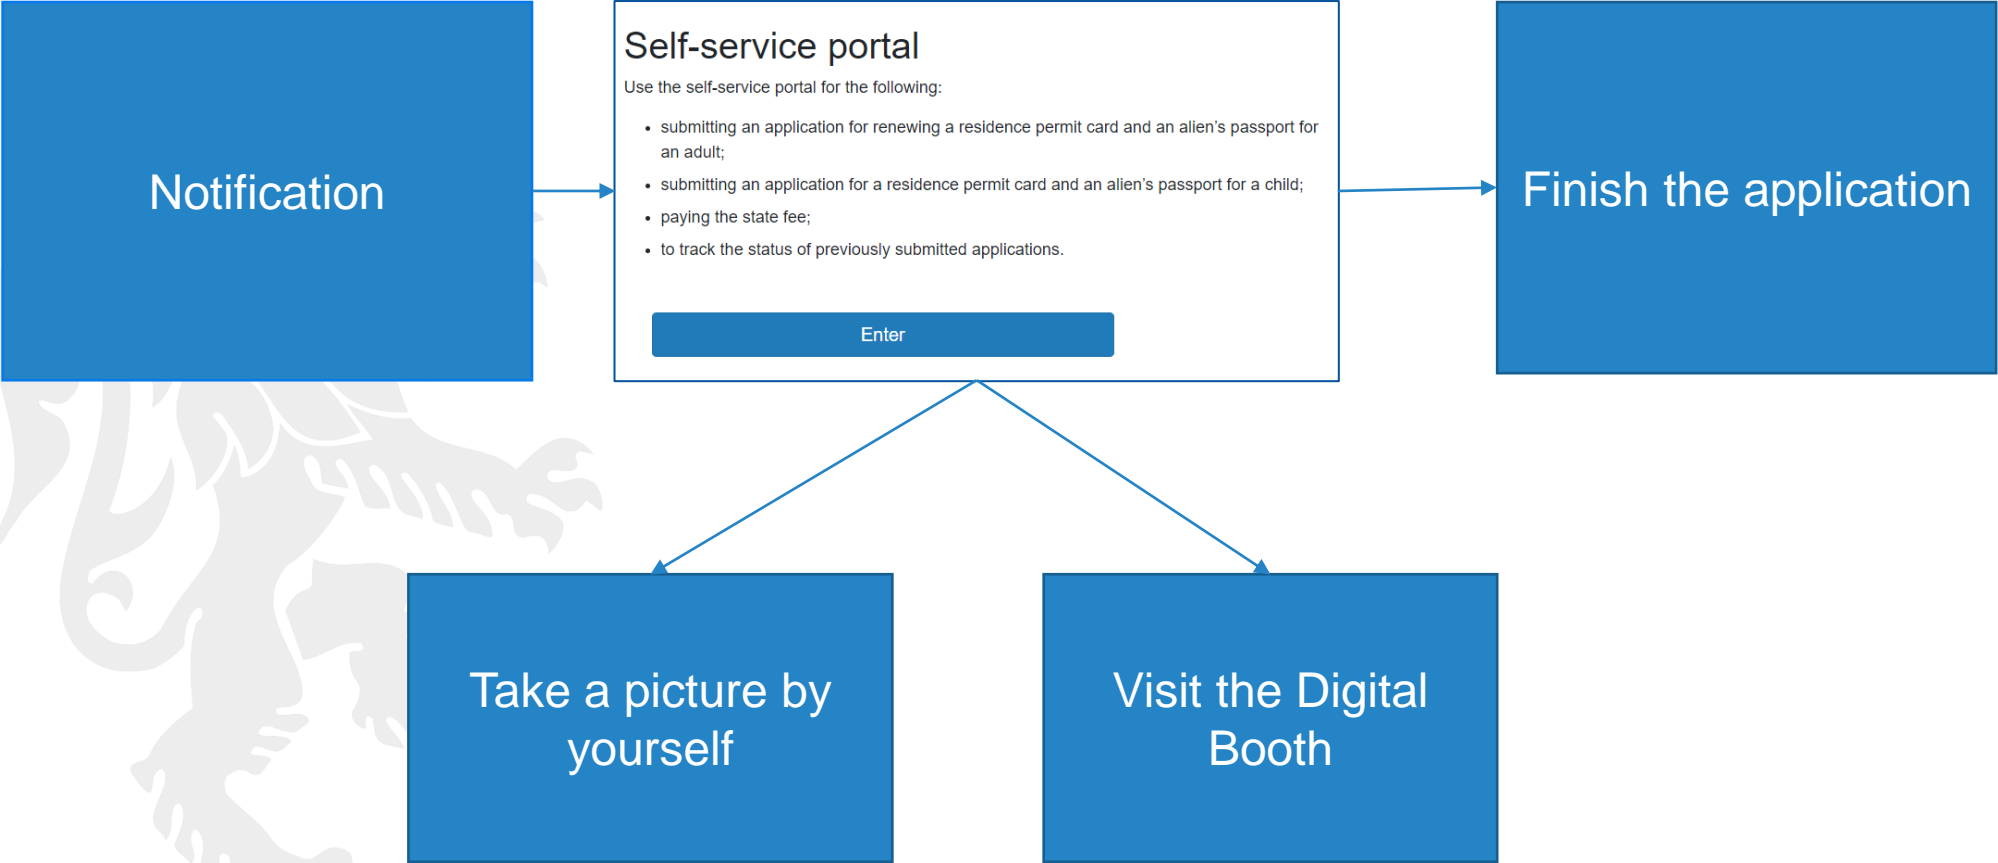 Notification
Self-service portal
Use the self-service portal for the following:
• submitting an application for renewing a residence permit card and an alien's passport for
an adult;
• submitting an application for a residence permit card and an alien's passport for a child;
• paying the state fee;
• to track the status of previously submitted applications.
Enter
Finish the application
Take a picture by
yourself
Visit the Digital
Booth